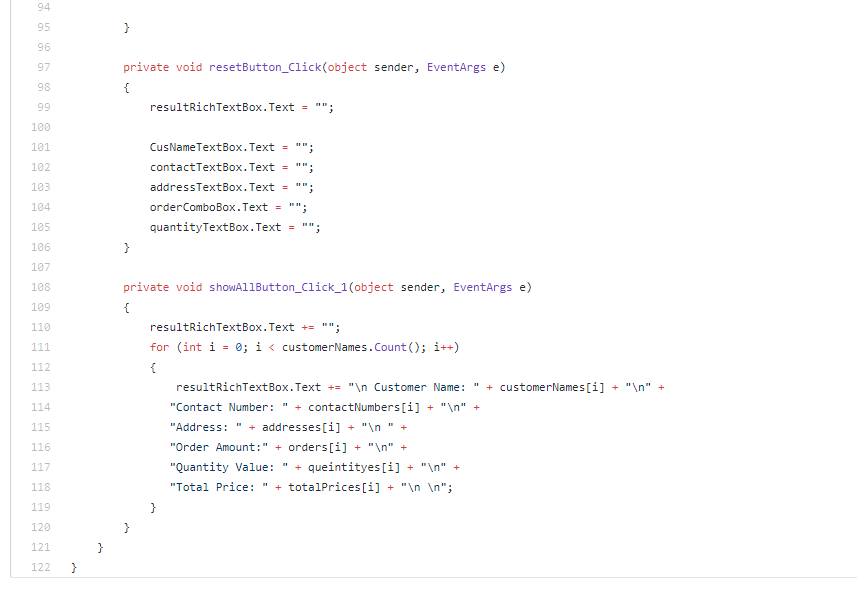 94
95 }
96
97 private void resetButton_Click(object sender, EventArgs e)
98 {
99 resultRichTextBox.Text = "";
100
101 CusNameTextBox.Text = "";
102 contactTextBox.Text = "";
103 addressTextBox.Text = "";
104 orderComboBox.Text = "";
105 quantityTextBox.Text = "";
106 }
107
108 private void showAllButton_Click_1(object sender, EventArgs e)
109 {
110 resultRichTextBox.Text += "";
111 for (int i = 0; i < customerNames.Count(); i++)
112 {
113 resultRichTextBox.Text += "\n Customer Name: " + customerNames[i] + "\n" +
114 "Contact Number: " + contactNumbers[i] + "\n" +
115 "Address: " + addresses[i] + "\n " +
116 "Order Amount:" + orders[i] + "\n" +
117 "Quantity Value: " + queintityes[i] + "\n" +
118 "Total Price: " + totalPrices[i] + "\n \n";
119 }
120 }
121 }
122 }